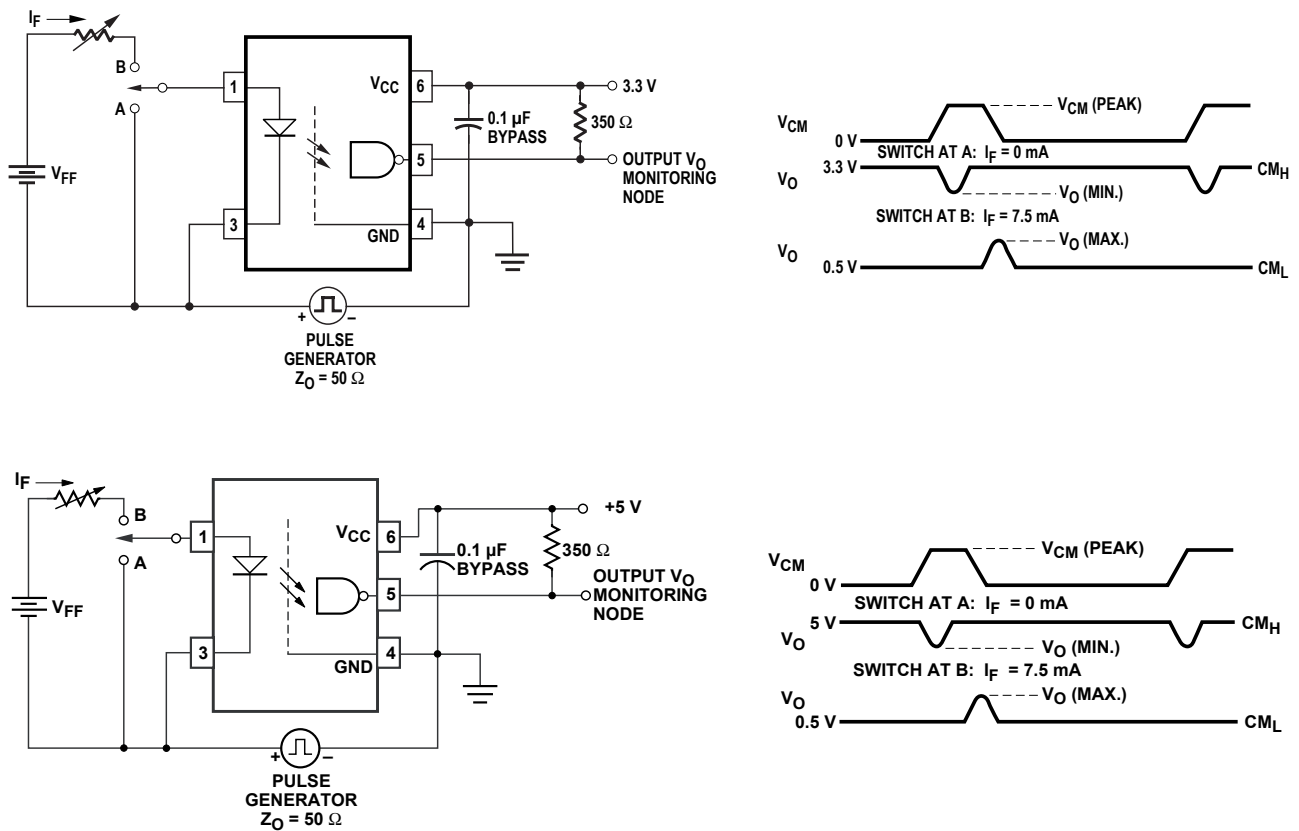 IF
B
A
VFF
1
3
VCC
6
5
GND
4
0.1 µF
BYPASS
3.3 V
350 Ω
OUTPUT VO
MONITORING
NODE
+
–
PULSE
GENERATOR
ZO = 50 Ω
VCM
VCM (PEAK)
0 V
SWITCH AT A: IF = 0 mA
VO
3.3 V
CMH
VO (MIN.)
SWITCH AT B: IF = 7.5 mA
VO
VO (MAX.)
0.5 V
CML
IF
B
A
VFF
1
3
VCC
6
5
GND
4
0.1 µF
BYPASS
+5 V
350 Ω
OUTPUT VO
MONITORING
NODE
+
–
PULSE
GENERATOR
ZO = 50 Ω
VCM
VCM (PEAK)
0 V
SWITCH AT A: IF = 0 mA
5 V
CMH
VO
VO (MIN.)
SWITCH AT B: IF = 7.5 mA
VO
VO (MAX.)
0.5 V
CML